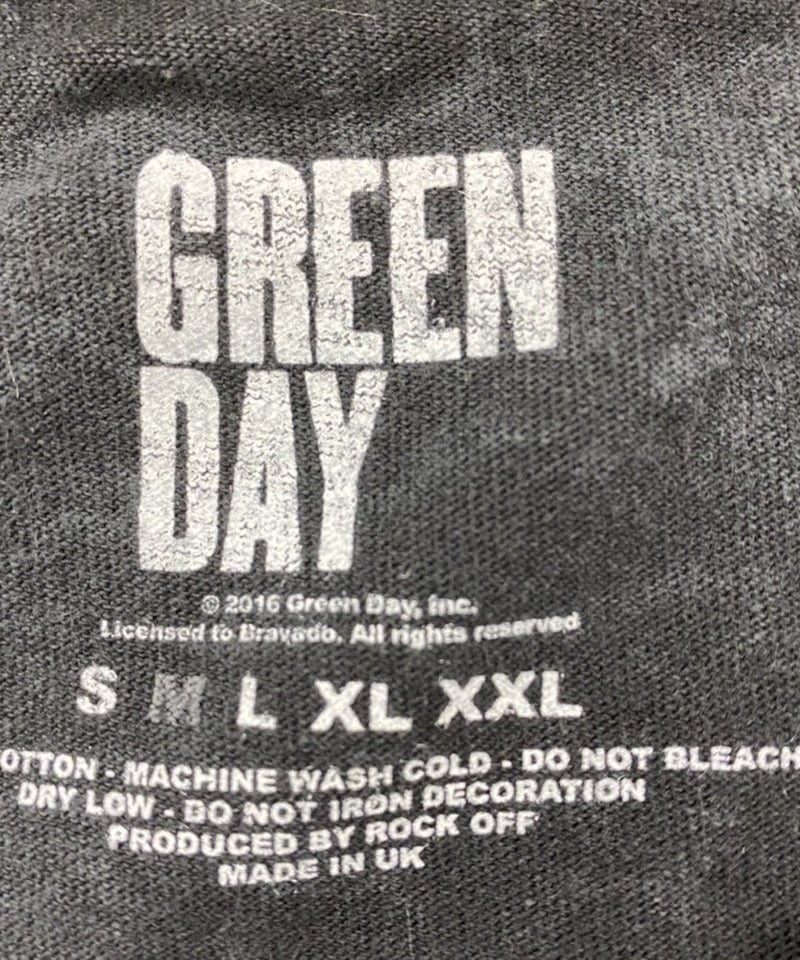 GREEN
DAY
© 2016 Green Day, Inc.
Licensed to Bravado. All rights reserved
S M L XL XXL
OTTON - MACHINE WASH COLD - DO NOT BLEACH
DRY LOW - DO NOT IRON DECORATION
PRODUCED BY ROCK OFF
MADE IN UK